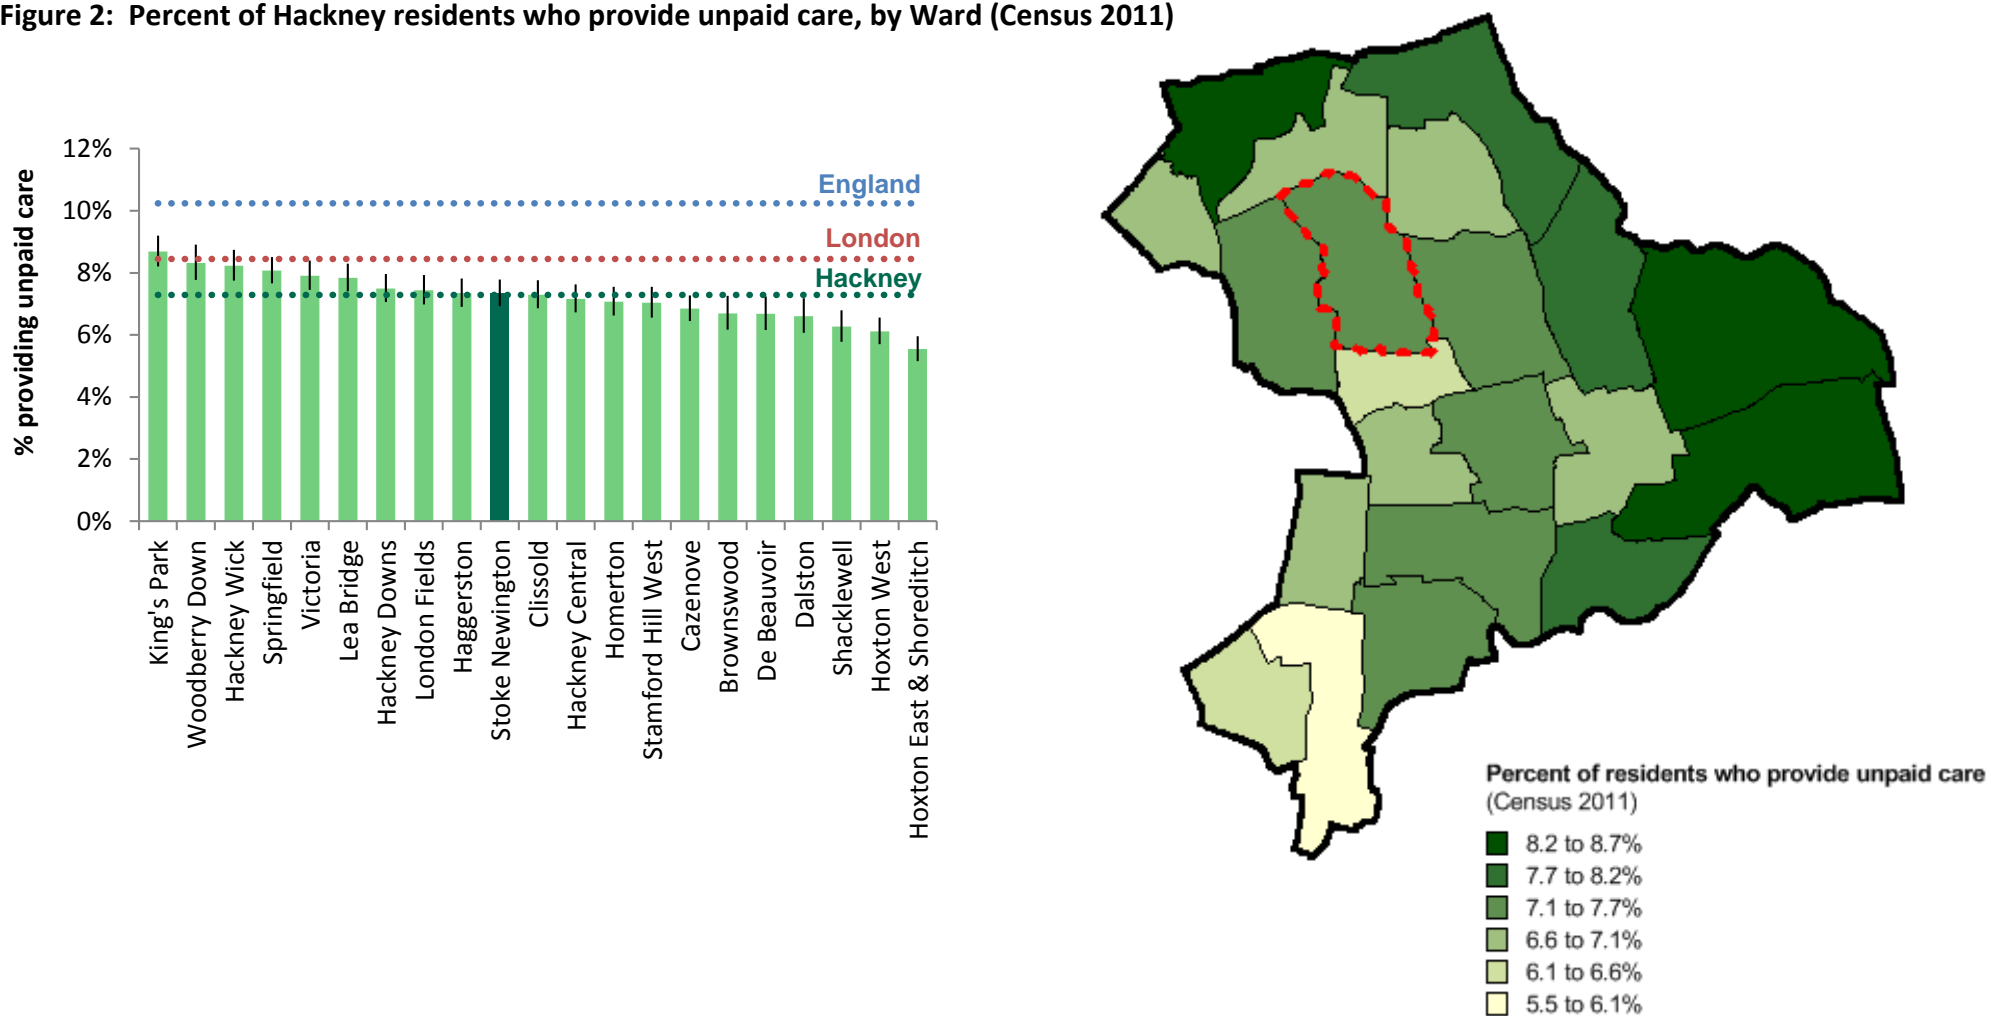 Figure 2:  Percent of Hackney residents who provide unpaid care, by Ward (Census 2011)
% providing unpaid care
12%
10%
8%
6%
4%
2%
0%
England
London
Hackney
King's Park
Woodberry Down
Hackney Wick
Springfield
Victoria
Lea Bridge
Hackney Downs
London Fields
Haggerston
Stoke Newington
Clissold
Hackney Central
Homerton
Stamford Hill West
Cazenove
Brownswood
De Beauvoir
Dalston
Shacklewell
Hoxton West
Hoxton East & Shoreditch
Percent of residents who provide unpaid care
(Census 2011)
8.2 to 8.7%
7.7 to 8.2%
7.1 to 7.7%
6.6 to 7.1%
6.1 to 6.6%
5.5 to 6.1%